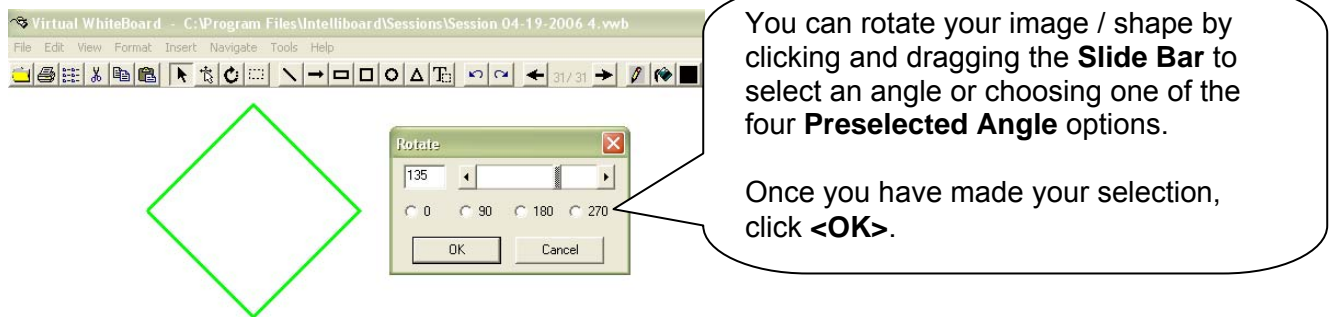 Virtual WhiteBoard - C:\Program Files\Intelliboard\Sessions\Session 04-19-2006 4.vwb
File Edit View Format Insert Navigate Tools Help
31/31
Rotate
135
0 90 180 270
OK Cancel
You can rotate your image / shape by
clicking and dragging the Slide Bar to
select an angle or choosing one of the
four Preselected Angle options.
Once you have made your selection,
click <OK>.